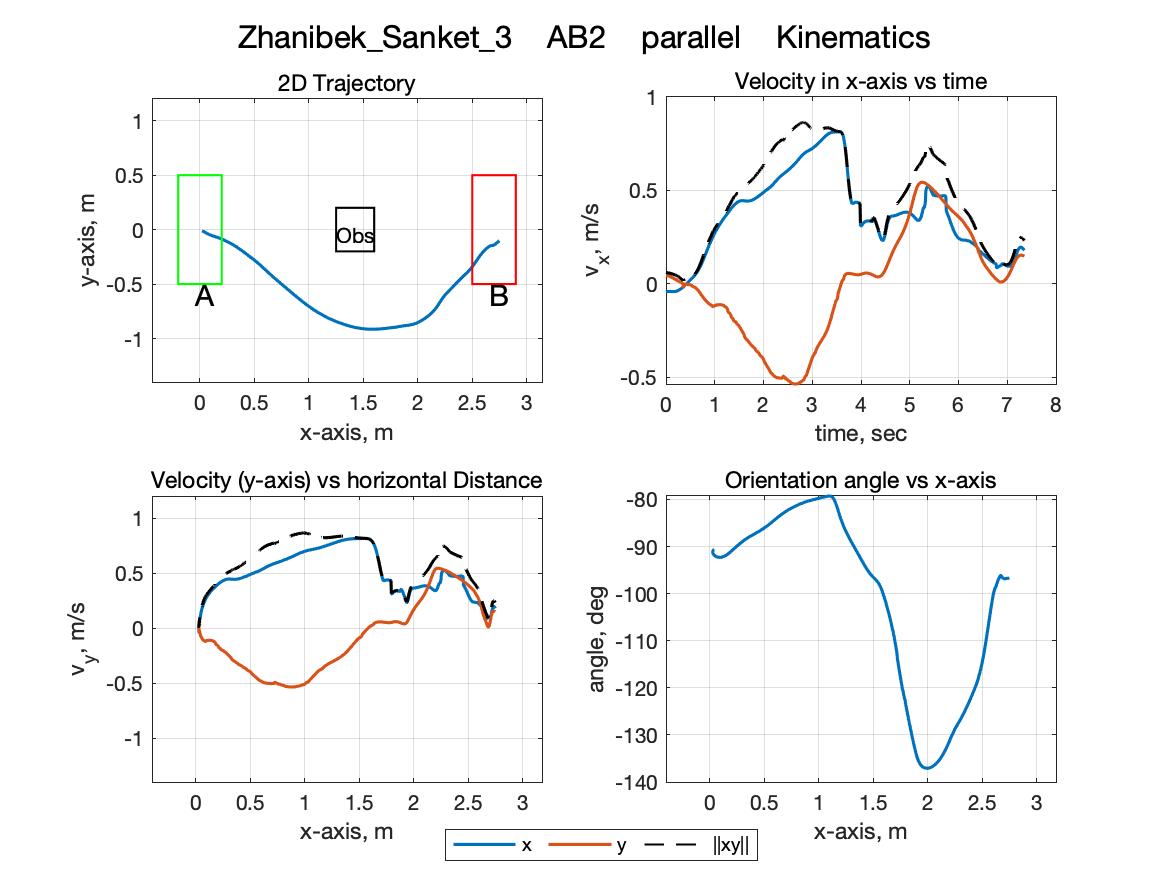 Zhanibek_Sanket_3 AB2 parallel Kinematics
2D Trajectory
1
0.5
0
-0.5
-1
y-axis, m
Obs
A
B
0 0.5 1 1.5 2 2.5 3
x-axis, m
Velocity in x-axis vs time
1
0.5
0
-0.5
v_x, m/s
0 1 2 3 4 5 6 7 8
time, sec
Velocity (y-axis) vs horizontal Distance
1
0.5
0
-0.5
-1
v_y, m/s
0 0.5 1 1.5 2 2.5 3
x-axis, m
Orientation angle vs x-axis
-80
-90
-100
-110
-120
-130
-140
angle, deg
0 0.5 1 1.5 2 2.5 3
x-axis, m
x y ||xy||